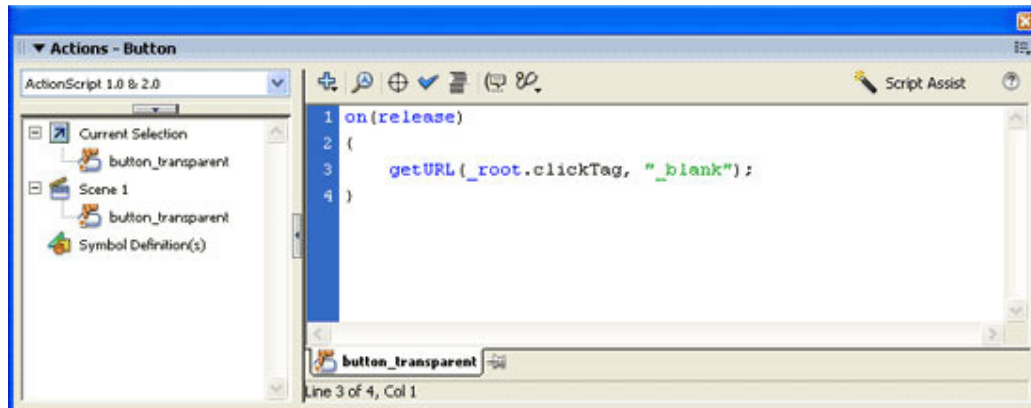 Actions - Button
ActionScript 1.0 & 2.0
Script Assist
Current Selection
button_transparent
Scene 1
button_transparent
Symbol Definition(s)
1 on(release)
2 {
3 getURL(_root.clickTag, "_blank");
4 }
button_transparent
Line 3 of 4, Col 1